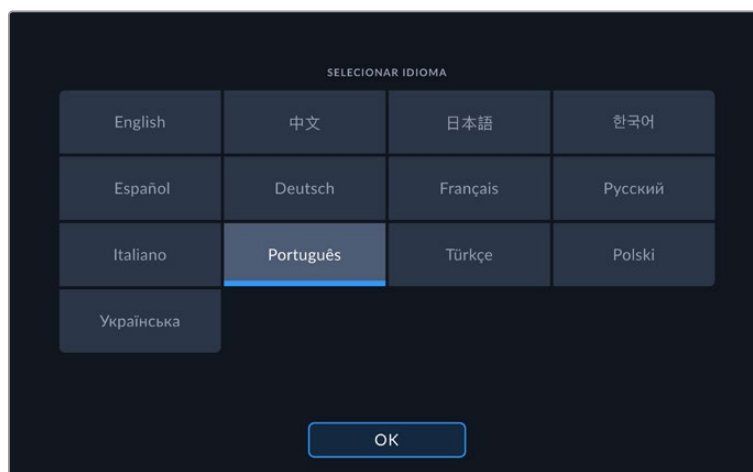 SELECIONAR IDIOMA
English 中文 日本語 한국어
Español Deutsch Français Русский
Italiano Português Türkçe Polski
Українська
OK